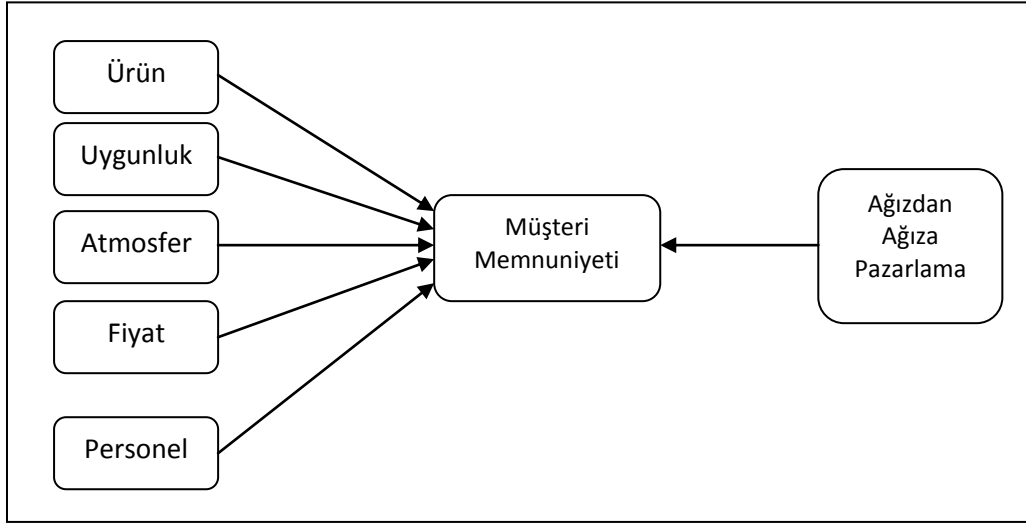 Ürün
Uygunluk
Atmosfer
Fiyat
Personel
Müşteri
Memnuniyeti
Ağızdan
Ağıza
Pazarlama